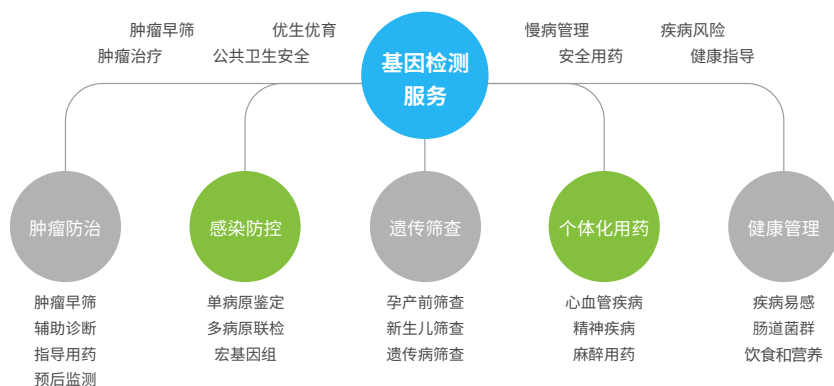 肿瘤早筛
肿瘤治疗
优生优育
公共卫生安全
基因检测
服务
慢病管理
安全用药
疾病风险
健康指导
肿瘤防治
感染防控
遗传筛查
个体化用药
健康管理
肿瘤早筛
辅助诊断
指导用药
预后监测
单病原鉴定
多病原联检
宏基因组
孕产前筛查
新生儿筛查
遗传病筛查
心血管疾病
精神疾病
麻醉用药
疾病易感
肠道菌群
饮食和营养